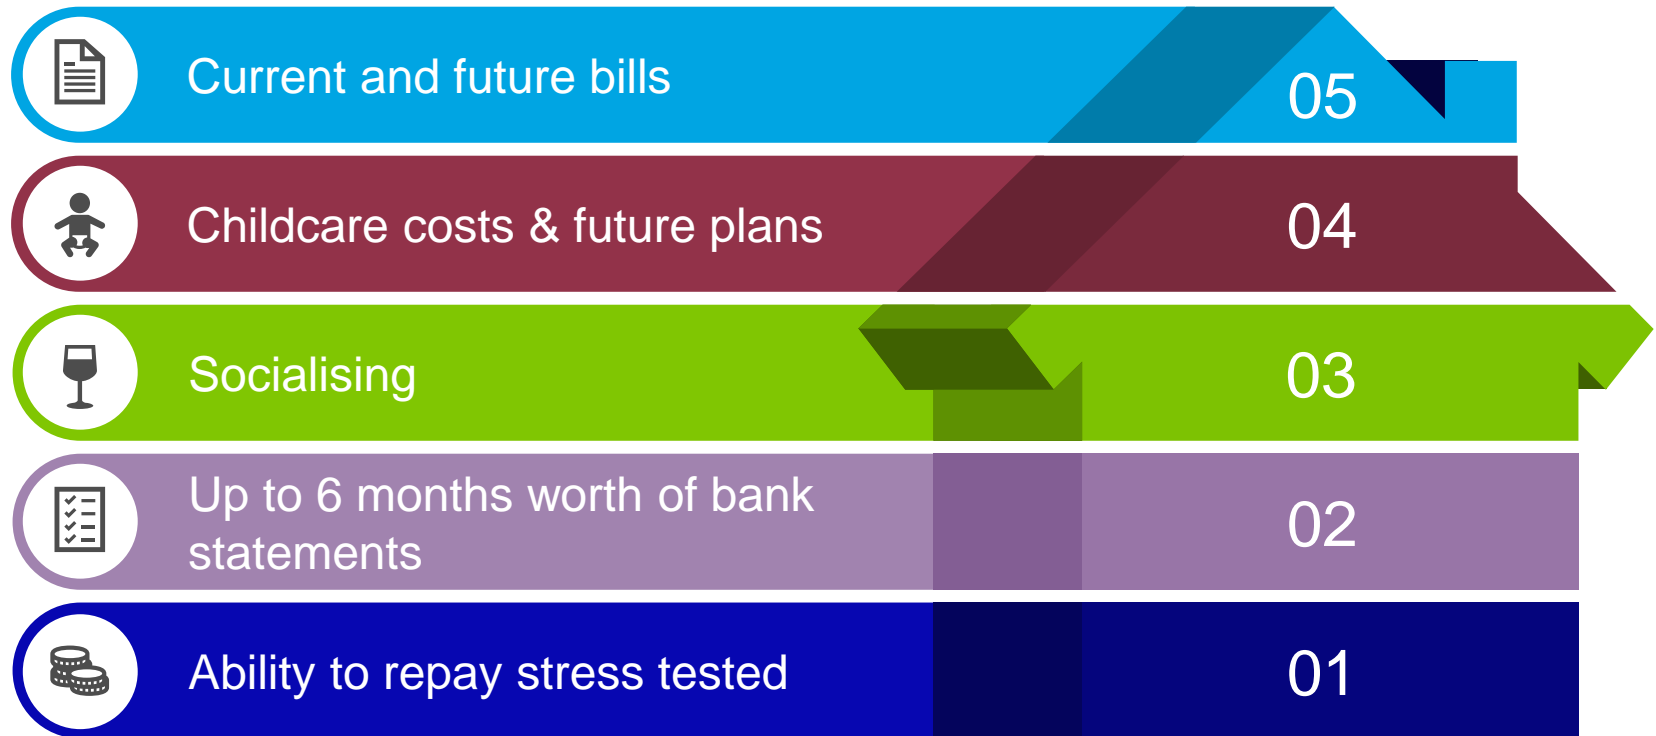 Current and future bills
05
Childcare costs & future plans
04
Socialising
03
Up to 6 months worth of bank
statements
02
Ability to repay stress tested
01